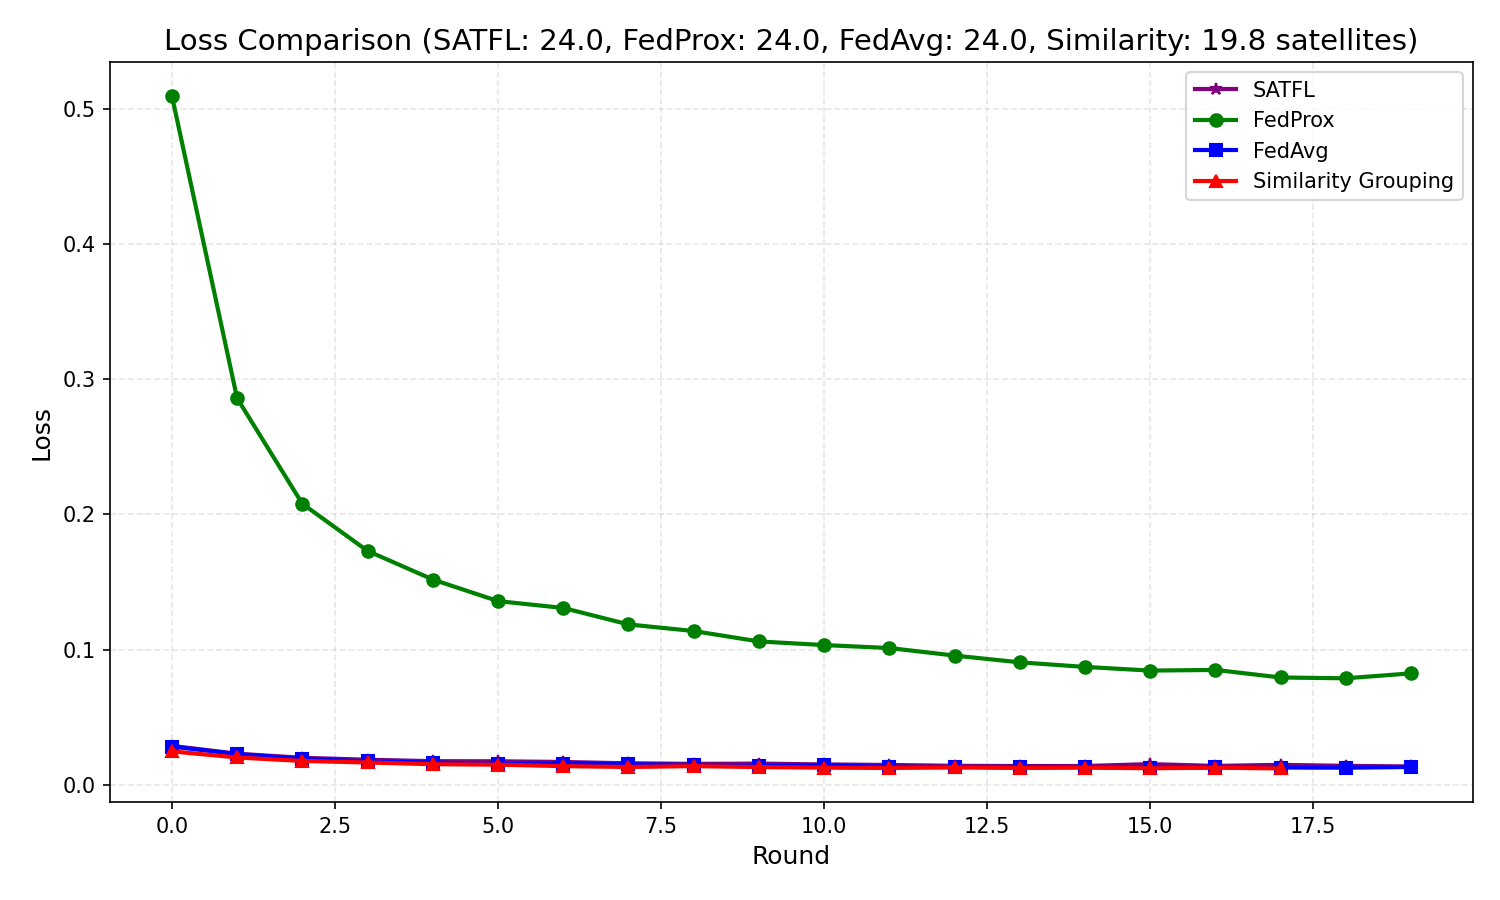 Loss Comparison (SATFL: 24.0, FedProx: 24.0, FedAvg: 24.0, Similarity: 19.8 satellites)
SATFL
FedProx
FedAvg
Similarity Grouping
Loss
0.5
0.4
0.3
0.2
0.1
0.0
0.0 2.5 5.0 7.5 10.0 12.5 15.0 17.5
Round